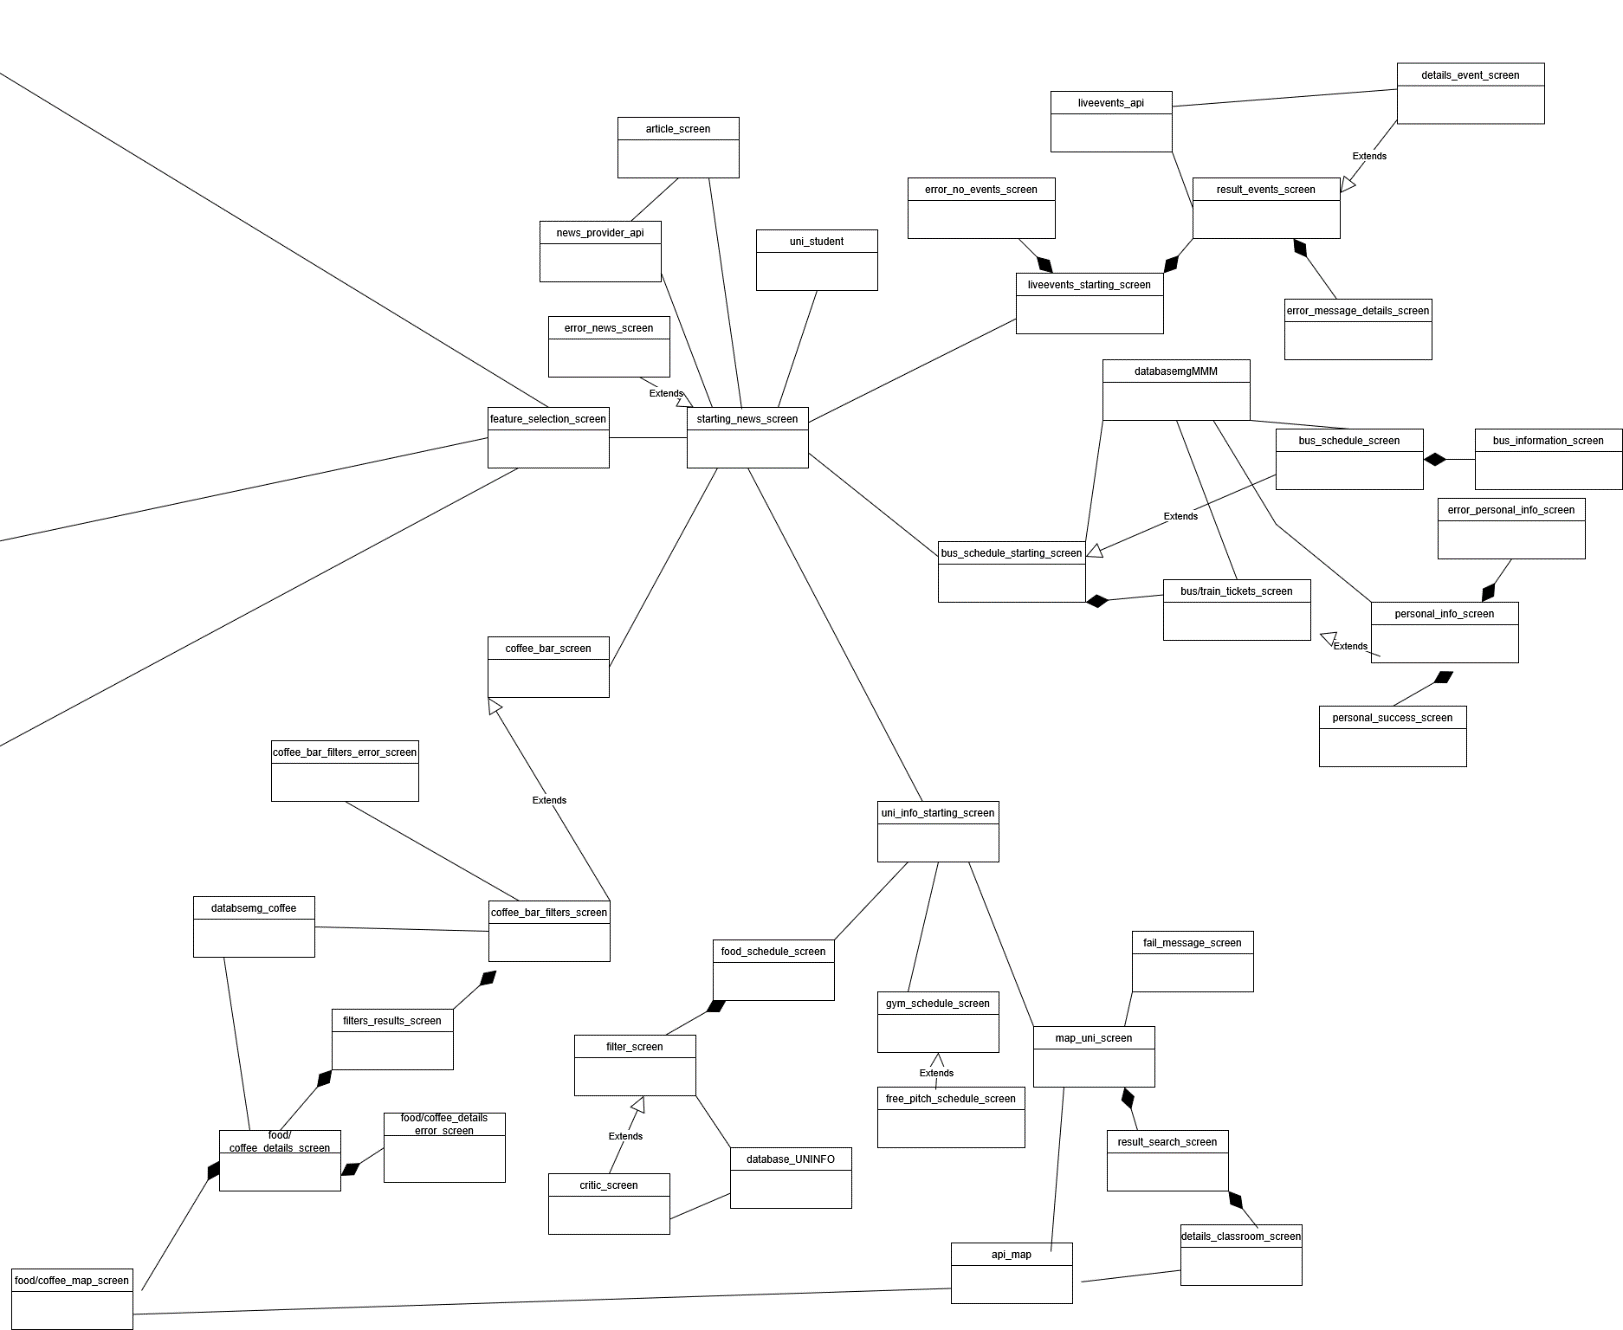 details_event_screen
liveevents_api
article_screen
Extends
error_no_events_screen
result_events_screen
news_provider_api
uni_student
liveevents_starting_screen
error_message_details_screen
error_news_screen
databasemgMMM
Extends
feature_selection_screen
starting_news_screen
bus_schedule_screen
bus_information_screen
error_personal_info_screen
Extends
bus_schedule_starting_screen
bus/train_tickets_screen
personal_info_screen
Extends
coffee_bar_screen
personal_success_screen
coffee_bar_filters_error_screen
Extends
uni_info_starting_screen
databsemg_coffee
coffee_bar_filters_screen
food_schedule_screen
fail_message_screen
gym_schedule_screen
filters_results_screen
filter_screen
map_uni_screen
Extends
free_pitch_schedule_screen
food/coffee_details
error_screen
food/
coffee_details_screen
Extends
result_search_screen
database_UNINFO
critic_screen
details_classroom_screen
api_map
food/coffee_map_screen